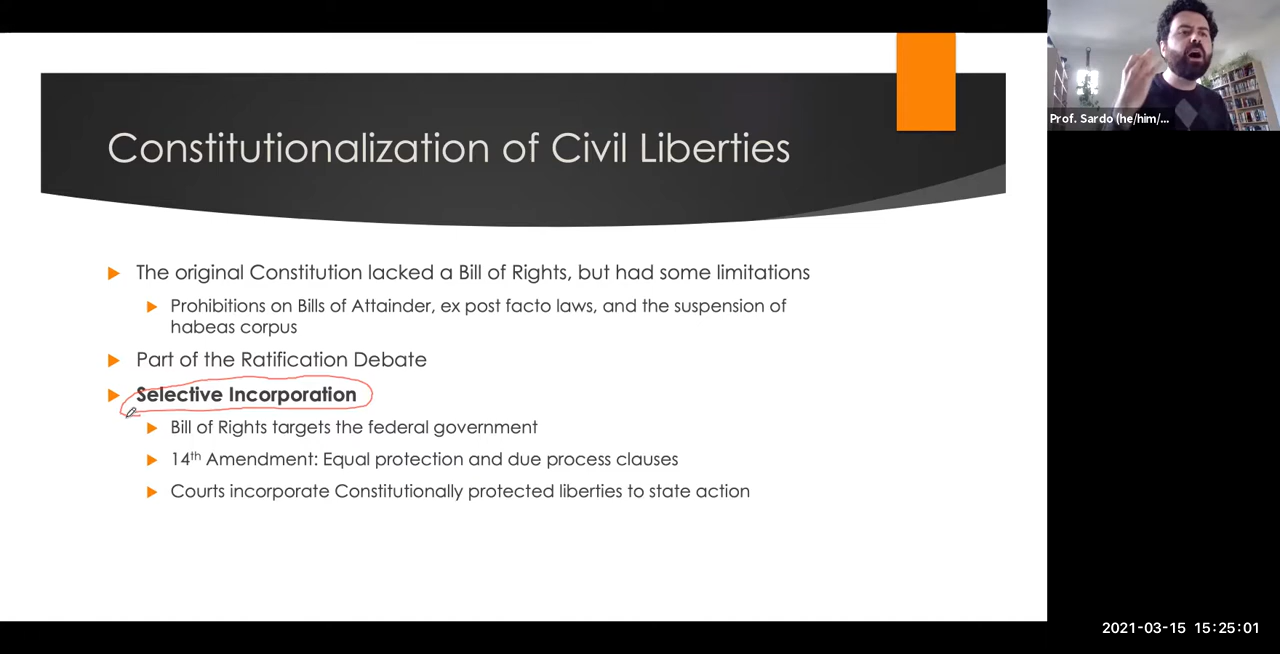 Constitutionalization of Civil Liberties
The original Constitution lacked a Bill of Rights, but had some limitations
Prohibitions on Bills of Attainder, ex post facto laws, and the suspension of
habeas corpus
Part of the Ratification Debate
Selective Incorporation
Bill of Rights targets the federal government
14th Amendment: Equal protection and due process clauses
Courts incorporate Constitutionally protected liberties to state action
Prof. Sardo (he/him/...
2021-03-15 15:25:01